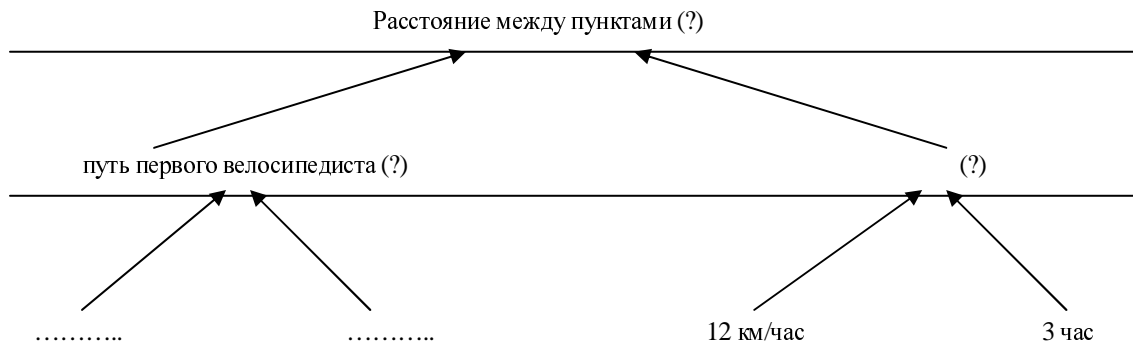 Расстояние между пунктами (?)
путь первого велосипедиста (?) (?)
……….. ……….. 12 км/час 3 час